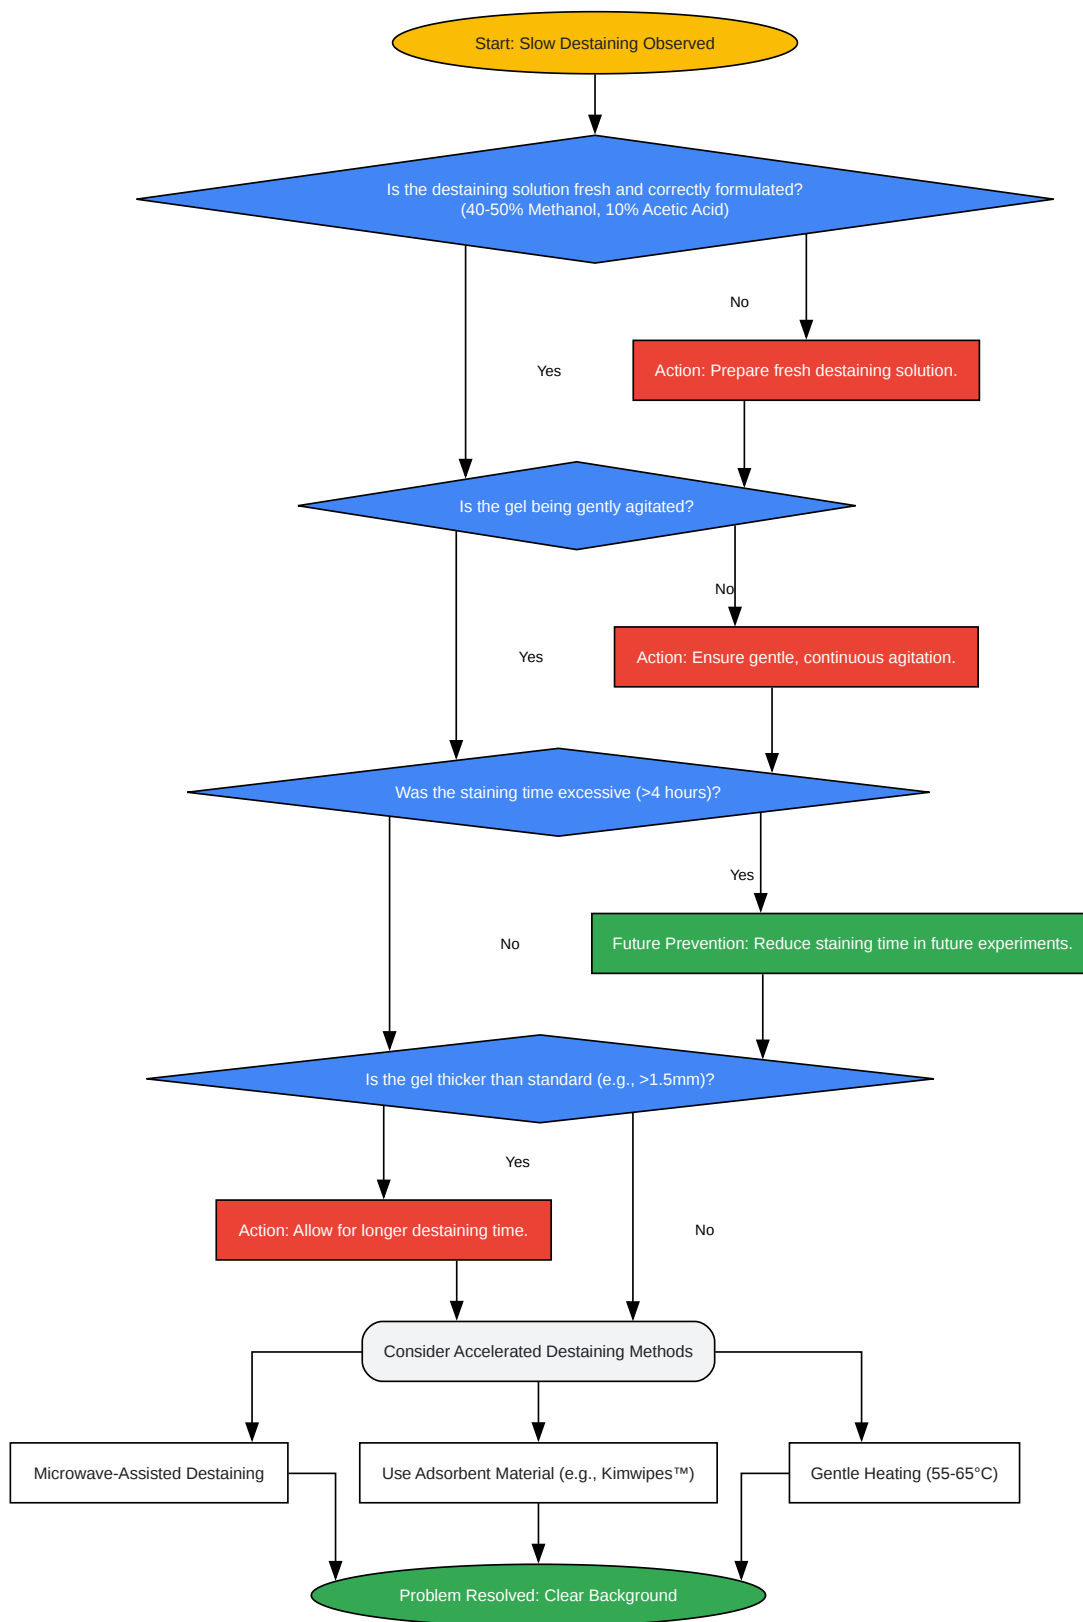 Start: Slow Destaining Observed
Is the destaining solution fresh and correctly formulated?
(40-50% Methanol, 10% Acetic Acid)
No
Yes
Action: Prepare fresh destaining solution.
Is the gel being gently agitated?
No
Yes
Action: Ensure gentle, continuous agitation.
Was the staining time excessive (>4 hours)?
Yes
No
Future Prevention: Reduce staining time in future experiments.
Is the gel thicker than standard (e.g., >1.5mm)?
Yes
Action: Allow for longer destaining time.
No
Consider Accelerated Destaining Methods
Microwave-Assisted Destaining
Use Adsorbent Material (e.g., Kimwipes™)
Gentle Heating (55-65°C)
Problem Resolved: Clear Background